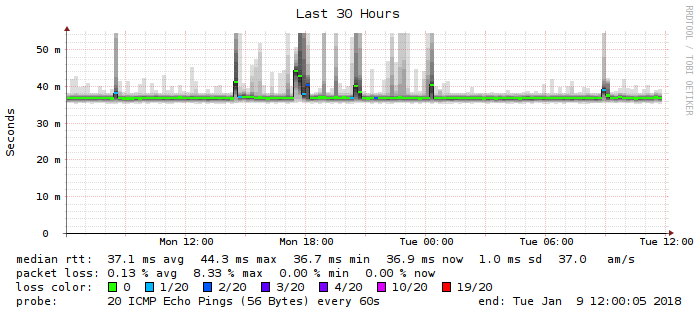 Last 30 Hours
RRDTOOL / TOBI OETIKER
Seconds
50 m
40 m
30 m
20 m
10 m
0
Mon 12:00 Mon 18:00 Tue 00:00 Tue 06:00 Tue 12:00
median rtt: 37.1 ms avg 44.3 ms max 36.7 ms min 36.9 ms now 1.0 ms sd 37.0 am/s
packet loss: 0.13 % avg 8.33 % max 0.00 % min 0.00 % now
loss color: 0 1/20 2/20 3/20 4/20 10/20 19/20
probe: 20 ICMP Echo Pings (56 Bytes) every 60s end: Tue Jan 9 12:00:05 2018